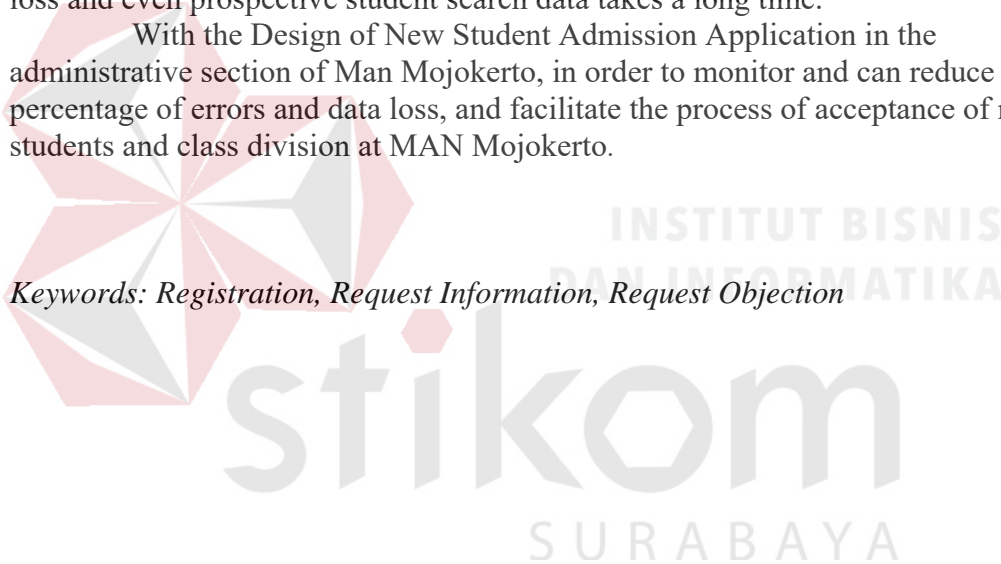 loss and even prospective student search data takes a long time.
With the Design of New Student Admission Application in the
administrative section of Man Mojokerto, in order to monitor and can reduce
percentage of errors and data loss, and facilitate the process of acceptance of
students and class division at MAN Mojokerto.
INSTITUT BISNIS
DAN INFORMATIKA
Keywords: Registration, Request Information, Request Objection
stikom
SURABAYA